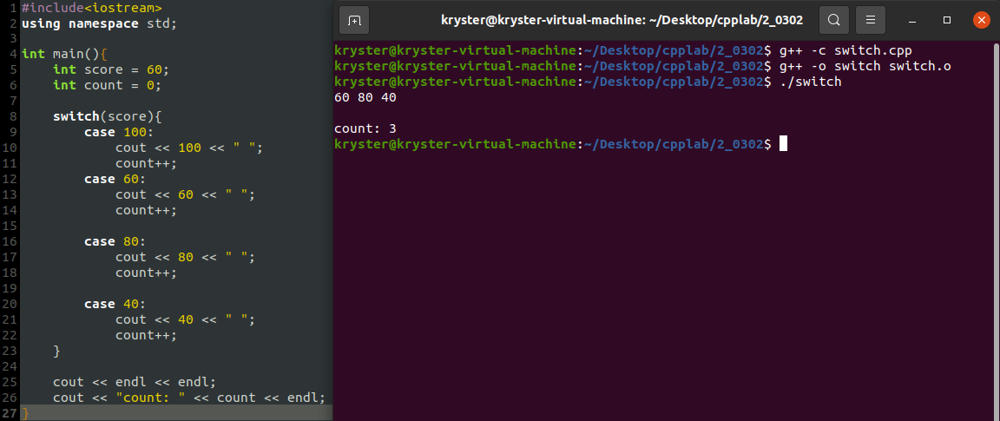 1 #include<iostream>
2 using namespace std;
3
4 int main(){
5     int score = 60;
6     int count = 0;
7
8     switch(score){
9         case 100:
10             cout << 100 << " ";
11             count++;
12         case 60:
13             cout << 60 << " ";
14             count++;
15
16         case 80:
17             cout << 80 << " ";
18             count++;
19
20         case 40:
21             cout << 40 << " ";
22             count++;
23     }
24
25     cout << endl << endl;
26     cout << "count: " << count << endl;
27 }
kryster@kryster-virtual-machine: ~/Desktop/cpplab/2_0302
kryster@kryster-virtual-machine:~/Desktop/cpplab/2_0302$ g++ -c switch.cpp
kryster@kryster-virtual-machine:~/Desktop/cpplab/2_0302$ g++ -o switch switch.o
kryster@kryster-virtual-machine:~/Desktop/cpplab/2_0302$ ./switch
60 80 40

count: 3
kryster@kryster-virtual-machine:~/Desktop/cpplab/2_0302$